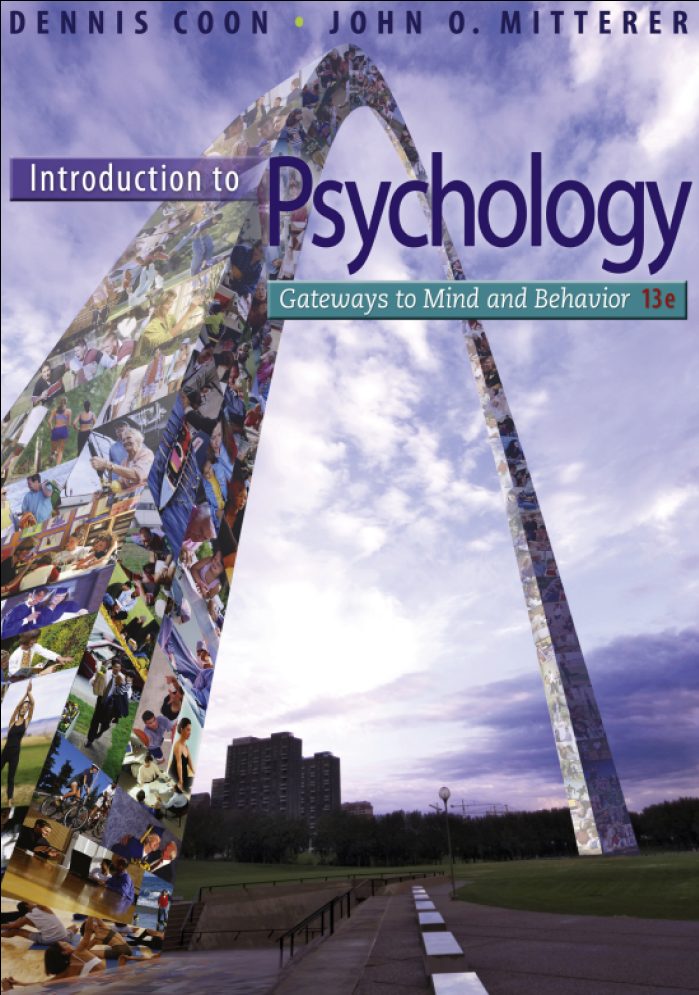 DENNIS COON • JOHN O. MITTERER
Introduction to
Psychology
Gateways to Mind and Behavior 13e